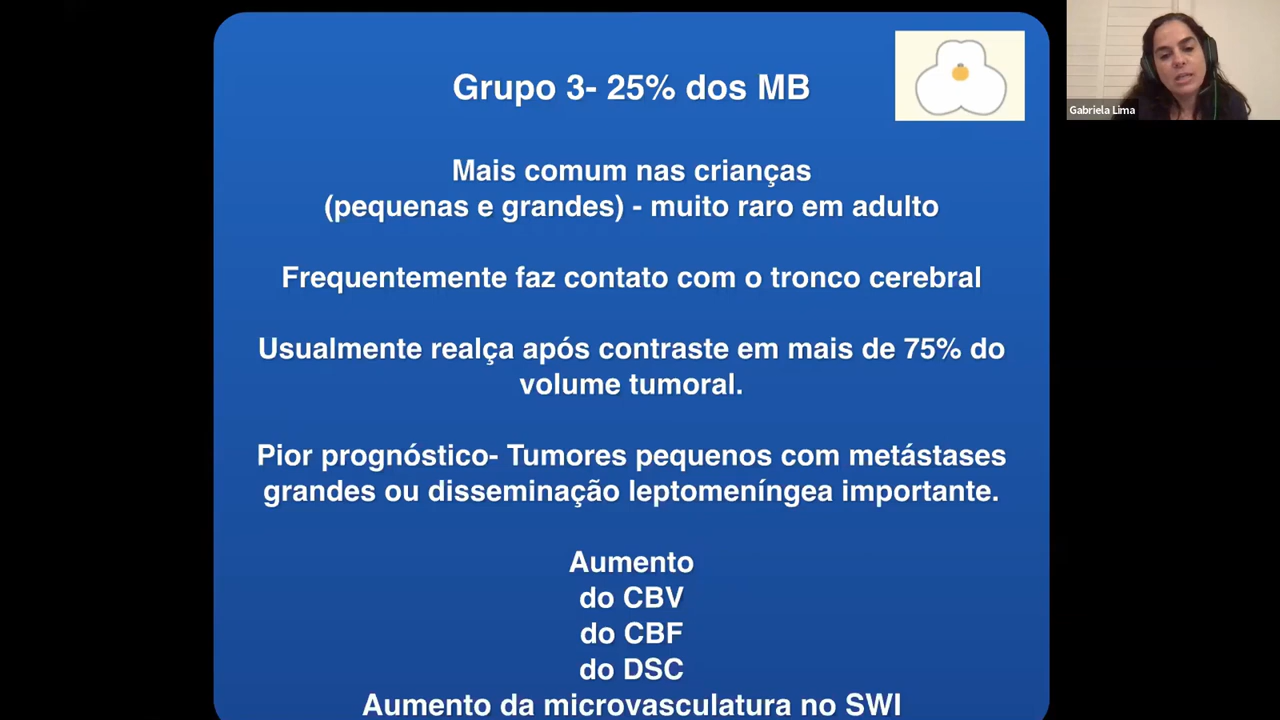 Grupo 3- 25% dos MB
Mais comum nas crianças
(pequenas e grandes) - muito raro em adulto
Frequentemente faz contato com o tronco cerebral
Usualmente realça após contraste em mais de 75% do
volume tumoral.
Pior prognóstico- Tumores pequenos com metástases
grandes ou disseminação leptomeníngea importante.
Aumento
do CBV
do CBF
do DSC
Aumento da microvasculatura no SWI
Gabriela Lima